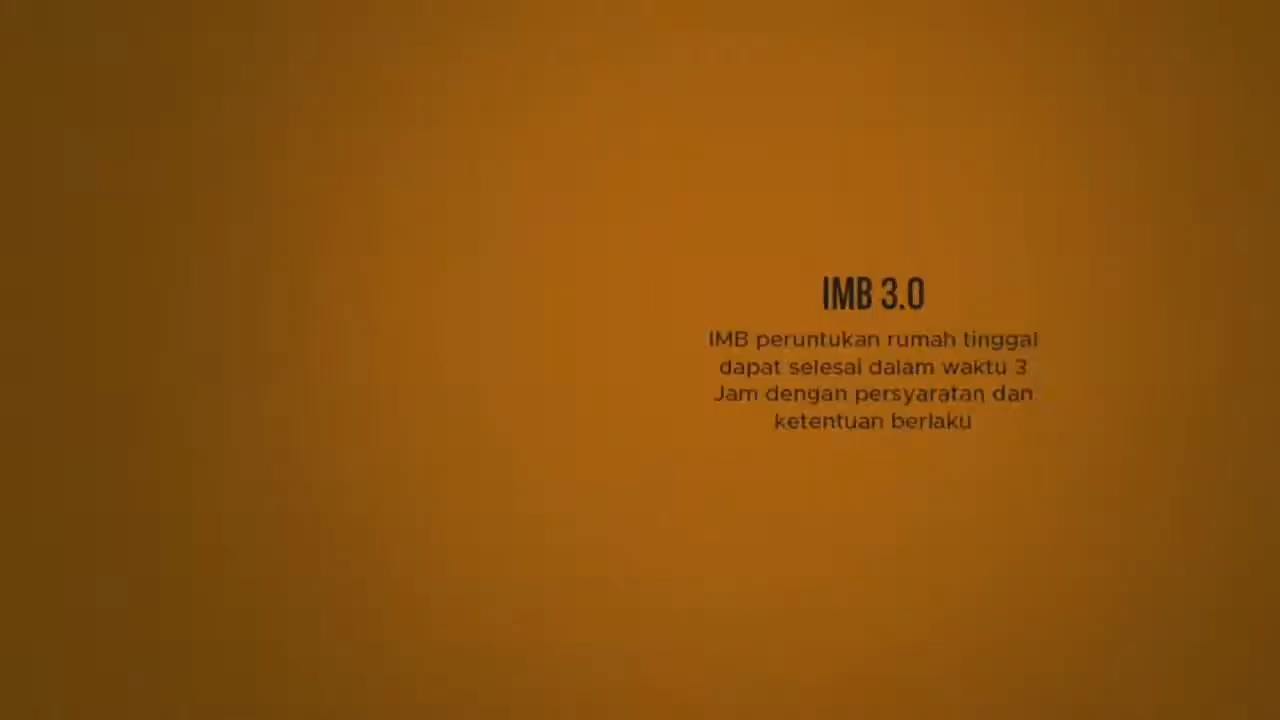 IMB 3.0
IMB peruntukan rumah tinggal
dapat selesai dalam waktu 3
Jam dengan persyaratan dan
ketentuan berlaku